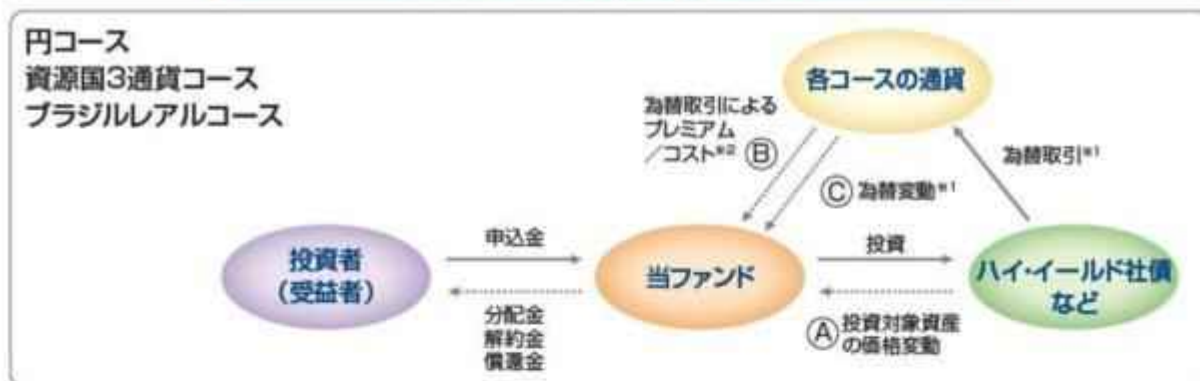 円コース
資源国3通貨コース
ブラジルレアルコース
各コースの通貨
為替取引による
プレミアム
／コスト※2 Ⓑ
Ⓒ 為替変動※1
為替取引※1
投資者
（受益者）
申込金
分配金
解約金
償還金
当ファンド
投資
Ⓐ 投資対象資産
の価格変動
ハイ・イールド社債
など